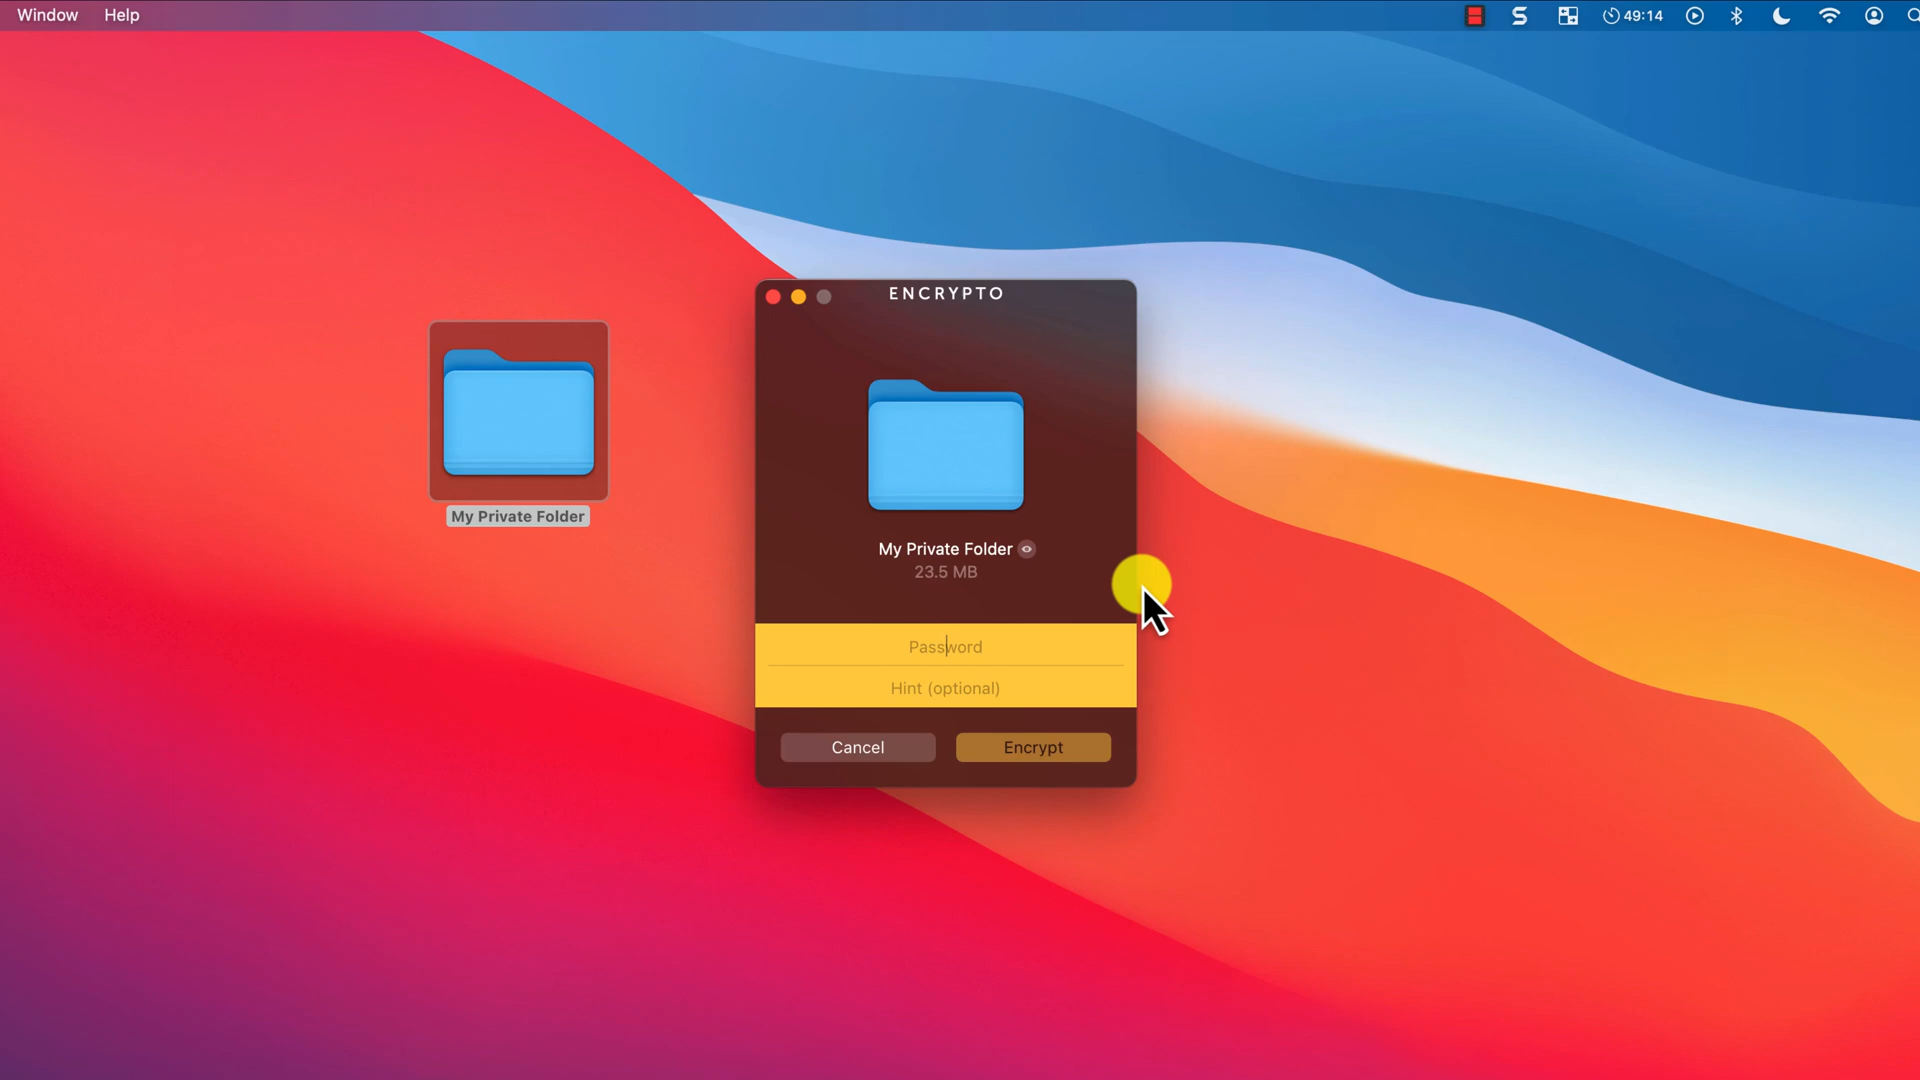 Window Help
49:14
ENCRYPTO
My Private Folder
My Private Folder
23.5 MB
Password
Hint (optional)
Cancel Encrypt